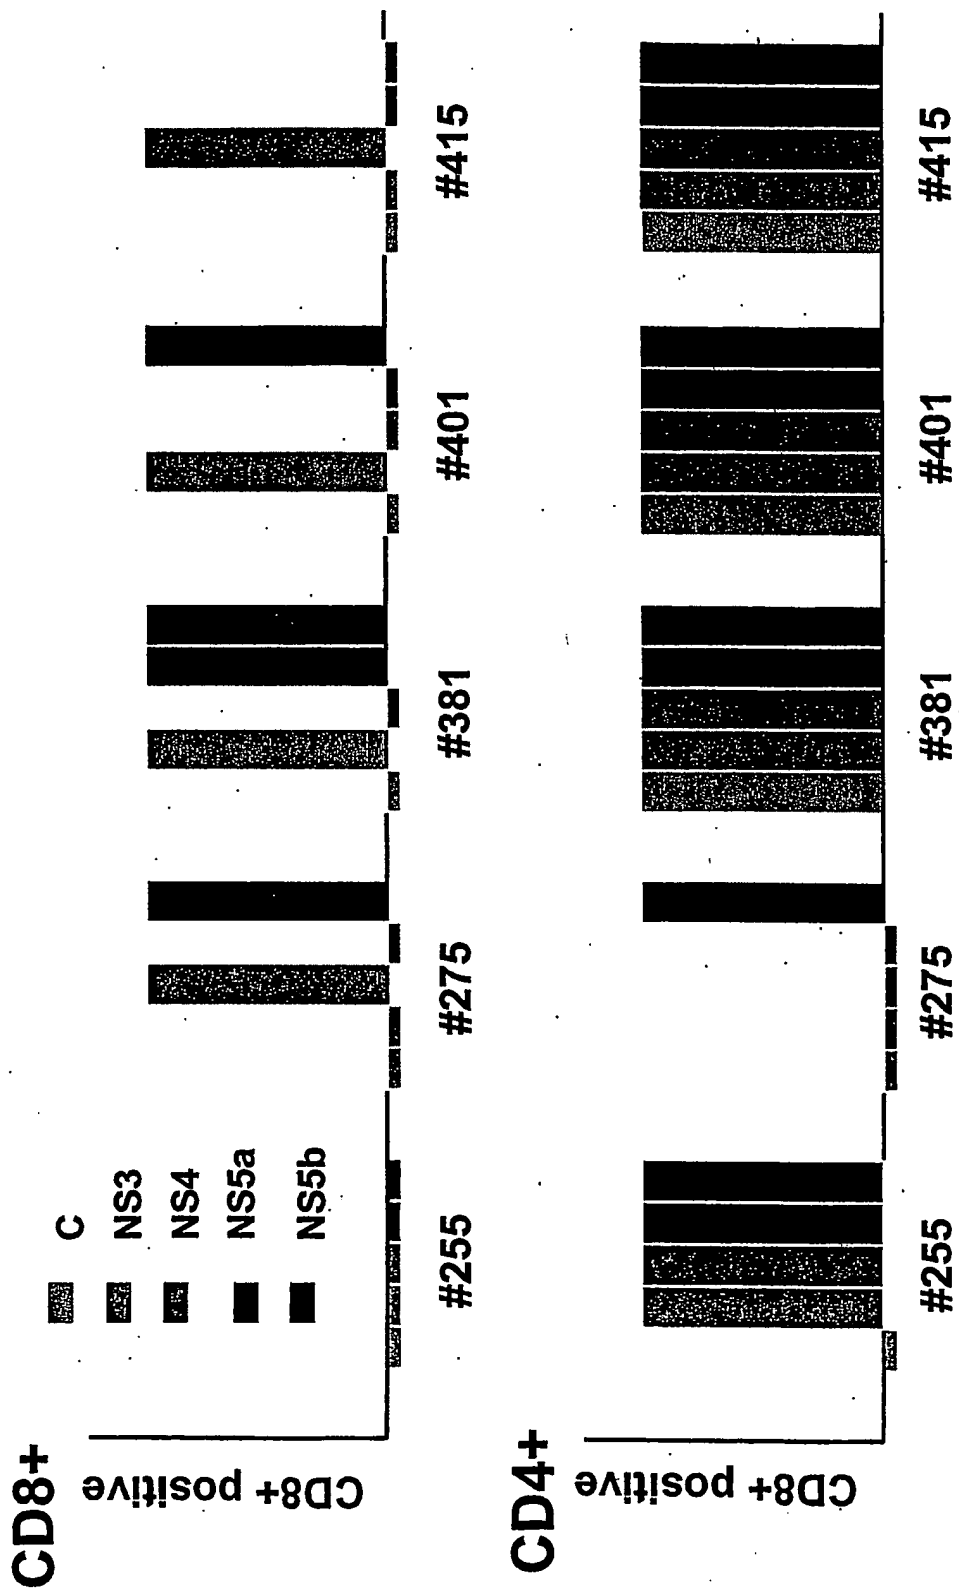 CD8+
CD8+ positive
C
NS3
NS4
NS5a
NS5b
#255
#275
#381
#401
#415
CD4+
CD8+ positive
#255
#275
#381
#401
#415